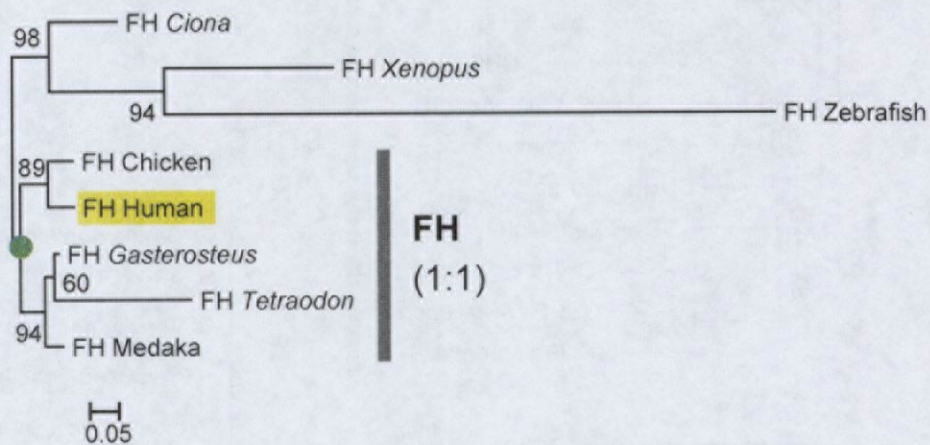 98
FH Ciona
FH Xenopus
94
FH Zebrafish
89
FH Chicken
FH Human
FH Gasterosteus
60
FH Tetraodon
94
FH Medaka
FH
(1:1)
0.05